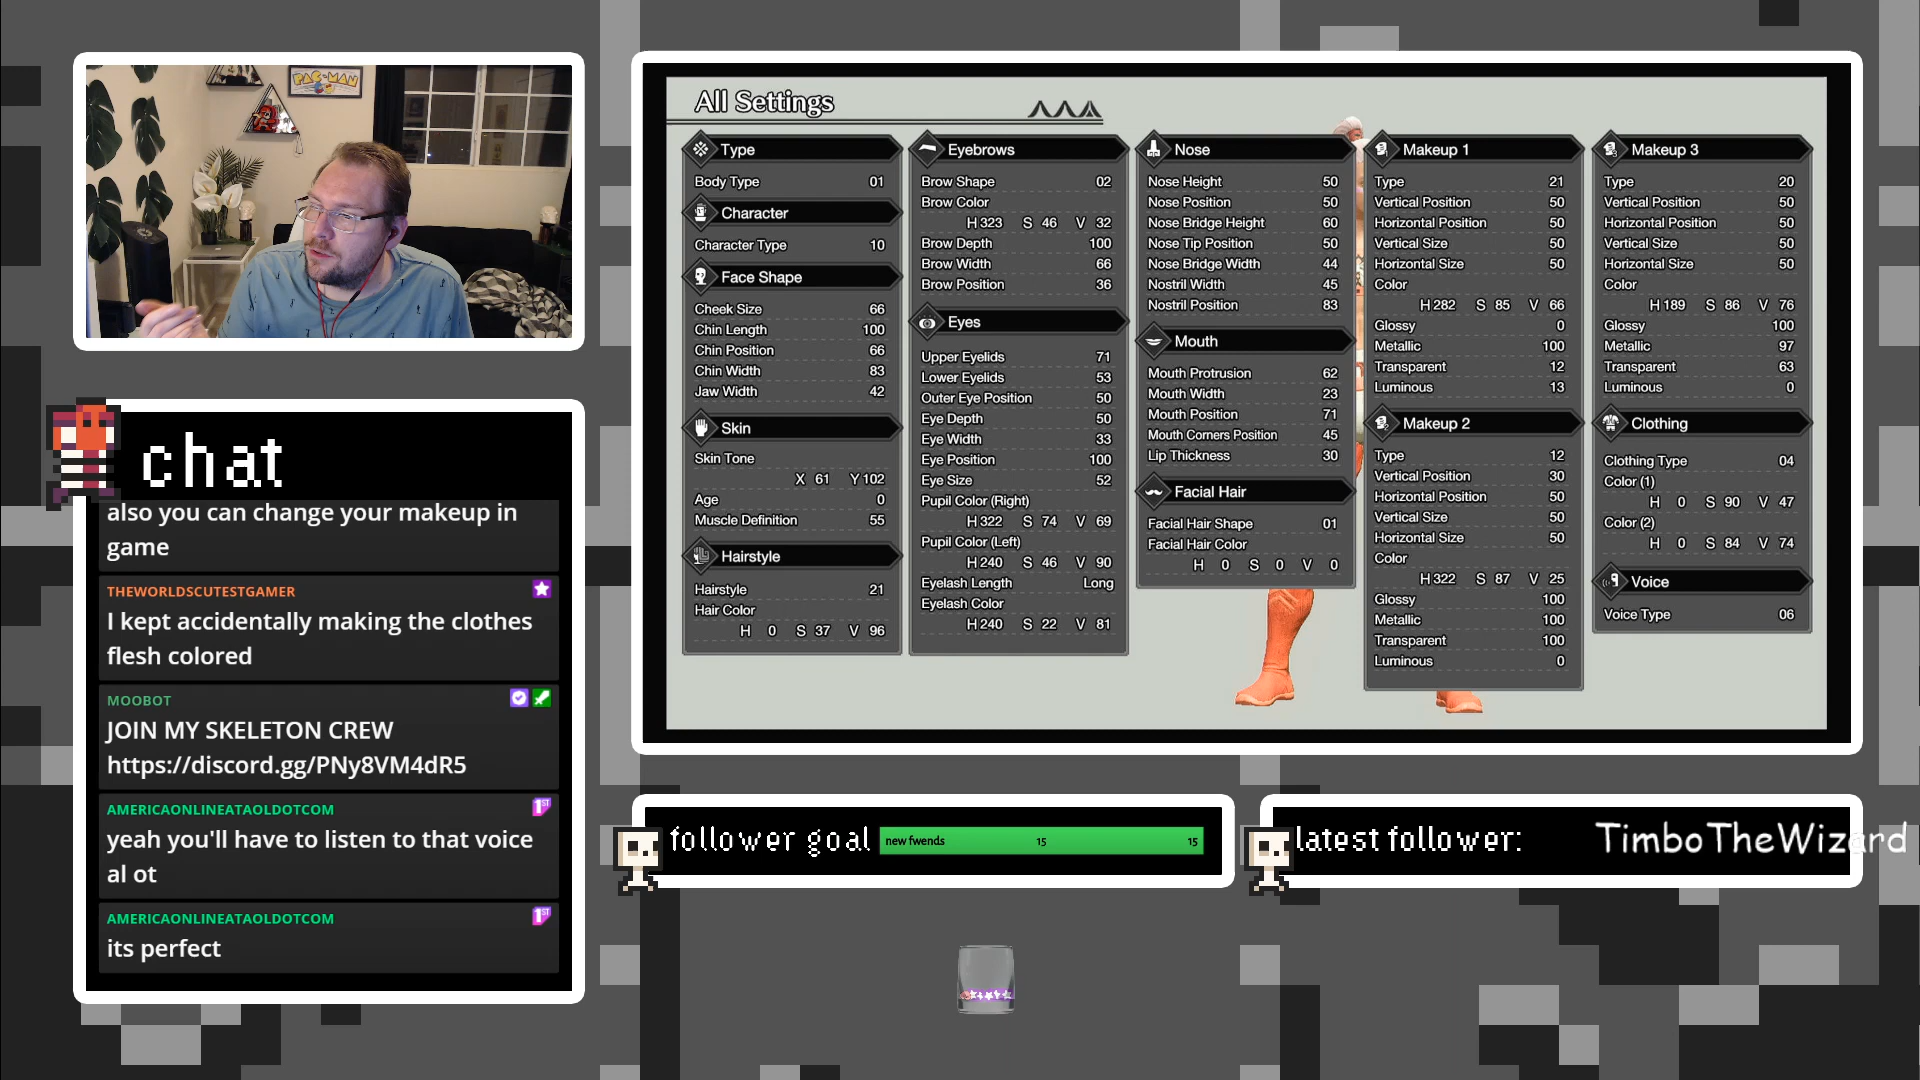 PAC-MAN
All Settings
Type
Body Type 01
Character
Character Type 10
Face Shape
Cheek Size 66
Chin Length 100
Chin Position 66
Chin Width 83
Jaw Width 42
Skin
Skin Tone
X 61 Y 102
Age 0
Muscle Definition 55
Hairstyle
Hairstyle 21
Hair Color
H 0 S 37 V 96
Eyebrows
Brow Shape 02
Brow Color
H 323 S 46 V 32
Brow Depth 100
Brow Width 66
Brow Position 36
Eyes
Upper Eyelids 71
Lower Eyelids 53
Outer Eye Position 50
Eye Depth 50
Eye Width 33
Eye Position 100
Eye Size 52
Pupil Color (Right)
H 322 S 74 V 69
Pupil Color (Left)
H 240 S 46 V 90
Eyelash Length Long
Eyelash Color
H 240 S 22 V 81
Nose
Nose Height 50
Nose Position 50
Nose Bridge Height 60
Nose Tip Position 50
Nose Bridge Width 44
Nostril Width 45
Nostril Position 83
Mouth
Mouth Protrusion 62
Mouth Width 23
Mouth Position 71
Mouth Corners Position 45
Lip Thickness 30
Facial Hair
Facial Hair Shape 01
Facial Hair Color
H 0 S 0 V 0
Makeup 1
Type 21
Vertical Position 50
Horizontal Position 50
Vertical Size 50
Horizontal Size 50
Color
H 282 S 85 V 66
Glossy 0
Metallic 100
Transparent 12
Luminous 13
Makeup 2
Type 12
Vertical Position 30
Horizontal Position 50
Vertical Size 50
Horizontal Size 50
Color
H 322 S 87 V 25
Glossy 100
Metallic 100
Transparent 100
Luminous 0
Makeup 3
Type 20
Vertical Position 50
Horizontal Position 50
Vertical Size 50
Horizontal Size 50
Color
H 189 S 86 V 76
Glossy 100
Metallic 97
Transparent 63
Luminous 0
Clothing
Clothing Type 04
Color (1)
H 0 S 90 V 47
Color (2)
H 0 S 84 V 74
Voice
Voice Type 06
chat
also you can change your makeup in
game
THEWORLDSCUTESTGAMER
I kept accidentally making the clothes
flesh colored
MOOBOT
JOIN MY SKELETON CREW
https://discord.gg/PNy8VM4dR5
AMERICAONLINEATAOLDOTCOM 1ST
yeah you'll have to listen to that voice
al ot
AMERICAONLINEATAOLDOTCOM 1ST
its perfect
follower goal new fwends 15 15
latest follower: TimboTheWizard